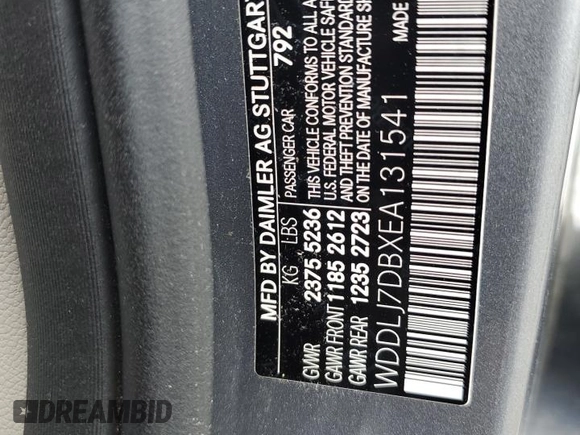 MFD BY DAIMLER AG STUTTGART
792
KG LBS PASSENGER CAR
GVWR 2375 5236
GAWR FRONT 1185 2612
GAWR REAR 1235 2723
THIS VEHICLE CONFORMS TO ALL
U.S. FEDERAL MOTOR VEHICLE
AND THEFT PREVENTION STANDARD
ON THE DATE OF MANUFACTURE
MADE
WDDLJ7DBXEA131541
DREAMBID